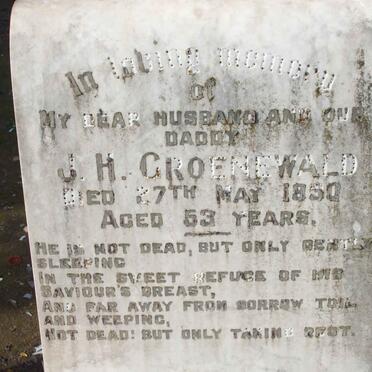 In loving memory
of
MY DEAR HUSBAND AND OUR
DADDY
J. H. GROENEWALD
DIED 27TH MAY 1950
AGED 53 YEARS.
HE IS NOT DEAD, BUT ONLY GENTLY
SLEEPING
IN THE SWEET REFUGE OF HIS
SAVIOUR'S BREAST,
AND FAR AWAY FROM SORROW TOIL
AND WEEPING,
NOT DEAD! BUT ONLY TAKING REST.